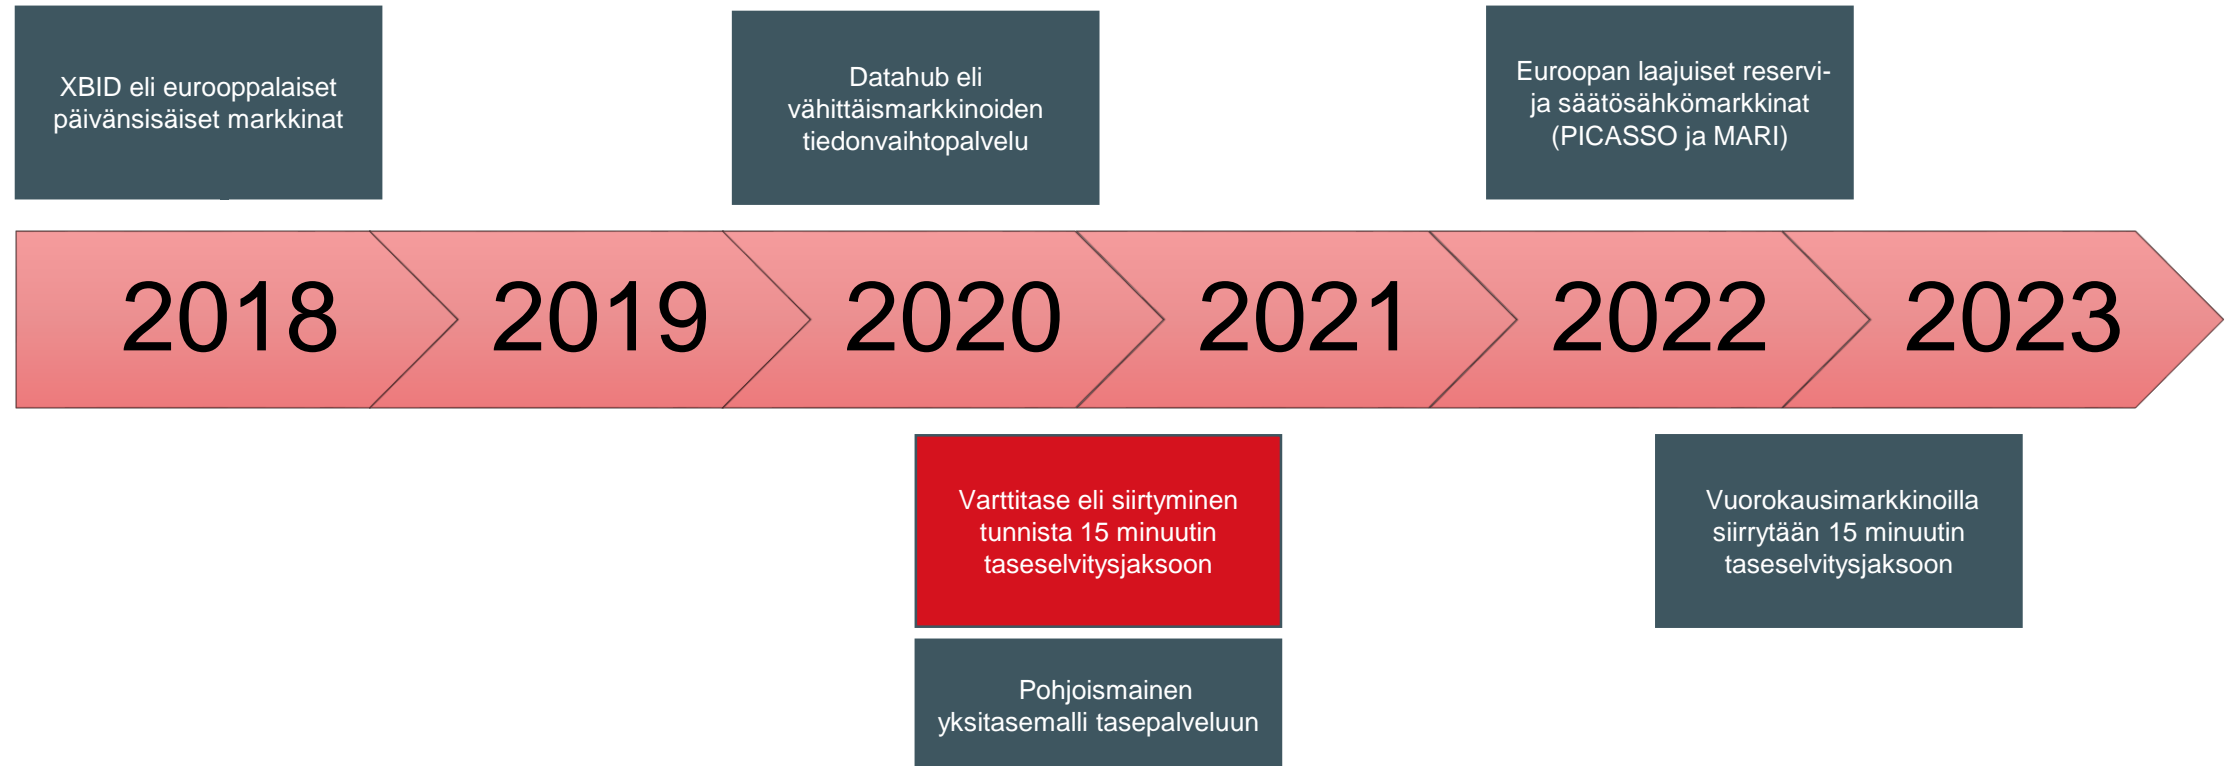 XBID eli eurooppalaiset
päivänsisäiset markkinat
Datahub eli
vähittäismarkkinoiden
tiedonvaihtopalvelu
Euroopan laajuiset reservi-
ja säätösähkömarkkinat
(PICASSO ja MARI)
2018
2019
2020
2021
2022
2023
Varttitase eli siirtyminen
tunnista 15 minuutin
taseselvitysjaksoon
Vuorokausimarkkinoilla
siirrytään 15 minuutin
taseselvitysjaksoon
Pohjoismainen
yksitasemalli tasepalveluun